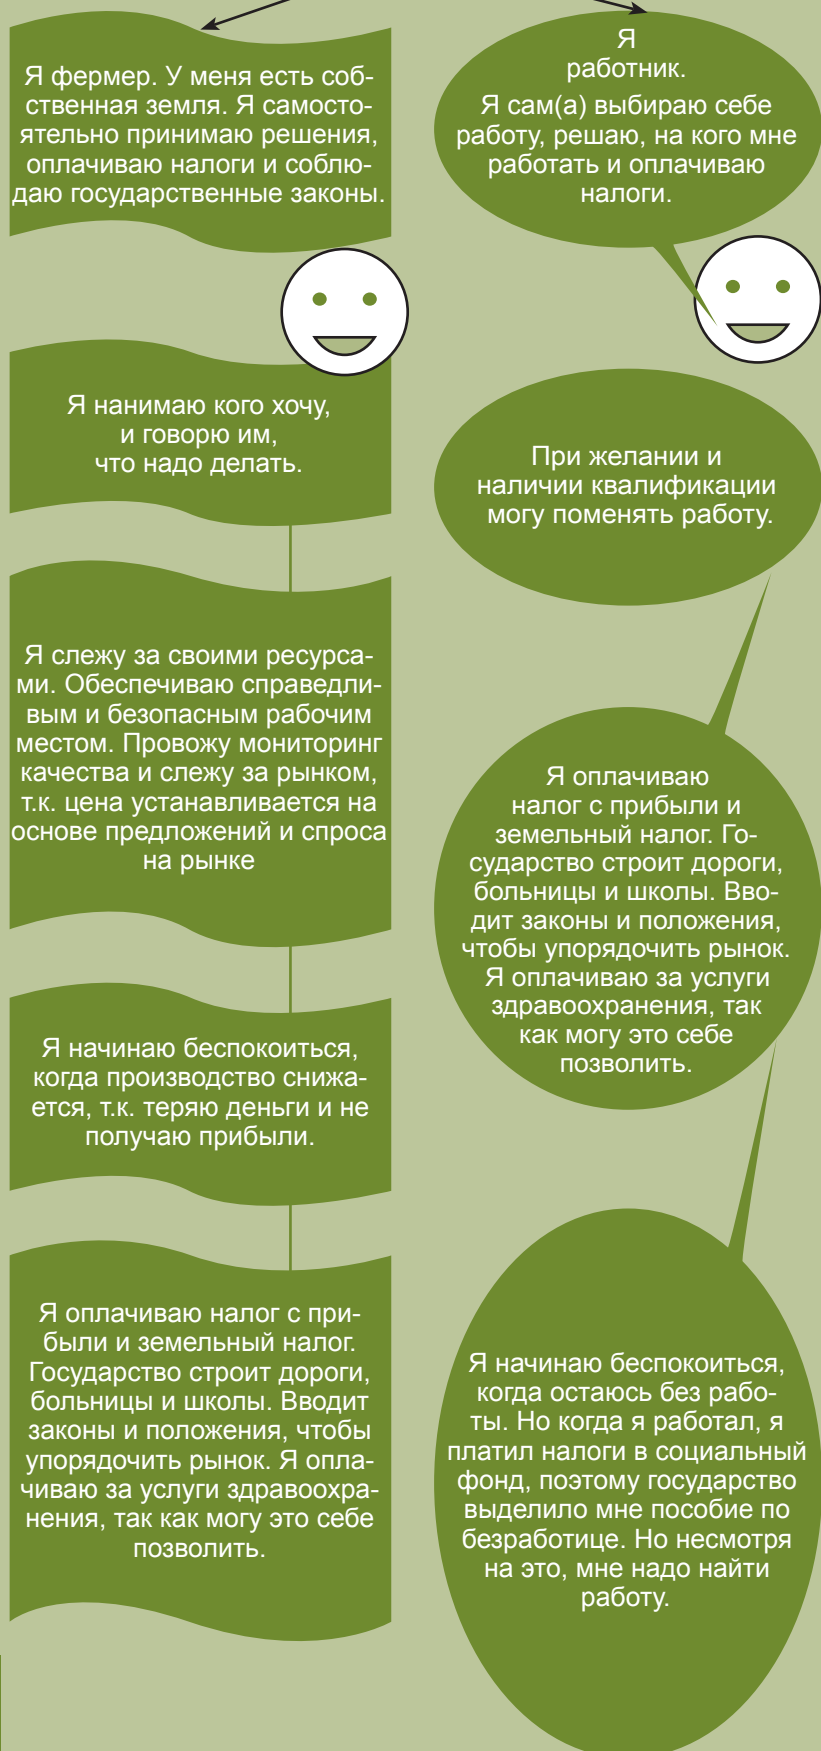 Я фермер. У меня есть соб-
ственная земля. Я самосто-
ятельно принимаю решения,
оплачиваю налоги и соблю-
даю государственные законы.
Я нанимаю кого хочу,
и говорю им,
что надо делать.
Я слежу за своими ресурса-
ми. Обеспечиваю справедли-
вым и безопасным рабочим
местом. Провожу мониторинг
качества и слежу за рынком,
т.к. цена устанавливается на
основе предложений и спроса
на рынке
Я начинаю беспокоиться,
когда производство снижа-
ется, т.к. теряю деньги и не
получаю прибыли.
Я оплачиваю налог с при-
были и земельный налог.
Государство строит дороги,
больницы и школы. Вводит
законы и положения, чтобы
упорядочить рынок. Я опла-
чиваю за услуги здравоохра-
нения, так как могу это себе
позволить.
Я
работник.
Я сам(а) выбираю себе
работу, решаю, на кого мне
работать и оплачиваю
налоги.
При желании и
наличии квалификации
могу поменять работу.
Я оплачиваю
налог с прибыли и
земельный налог. Го-
сударство строит дороги,
больницы и школы. Вво-
дит законы и положения,
чтобы упорядочить рынок.
Я оплачиваю за услуги
здравоохранения, так
как могу это себе
позволить.
Я начинаю беспокоиться,
когда остаюсь без рабо-
ты. Но когда я работал, я
платил налоги в социальный
фонд, поэтому государство
выделило мне пособие по
безработице. Но несмотря
на это, мне надо найти
работу.